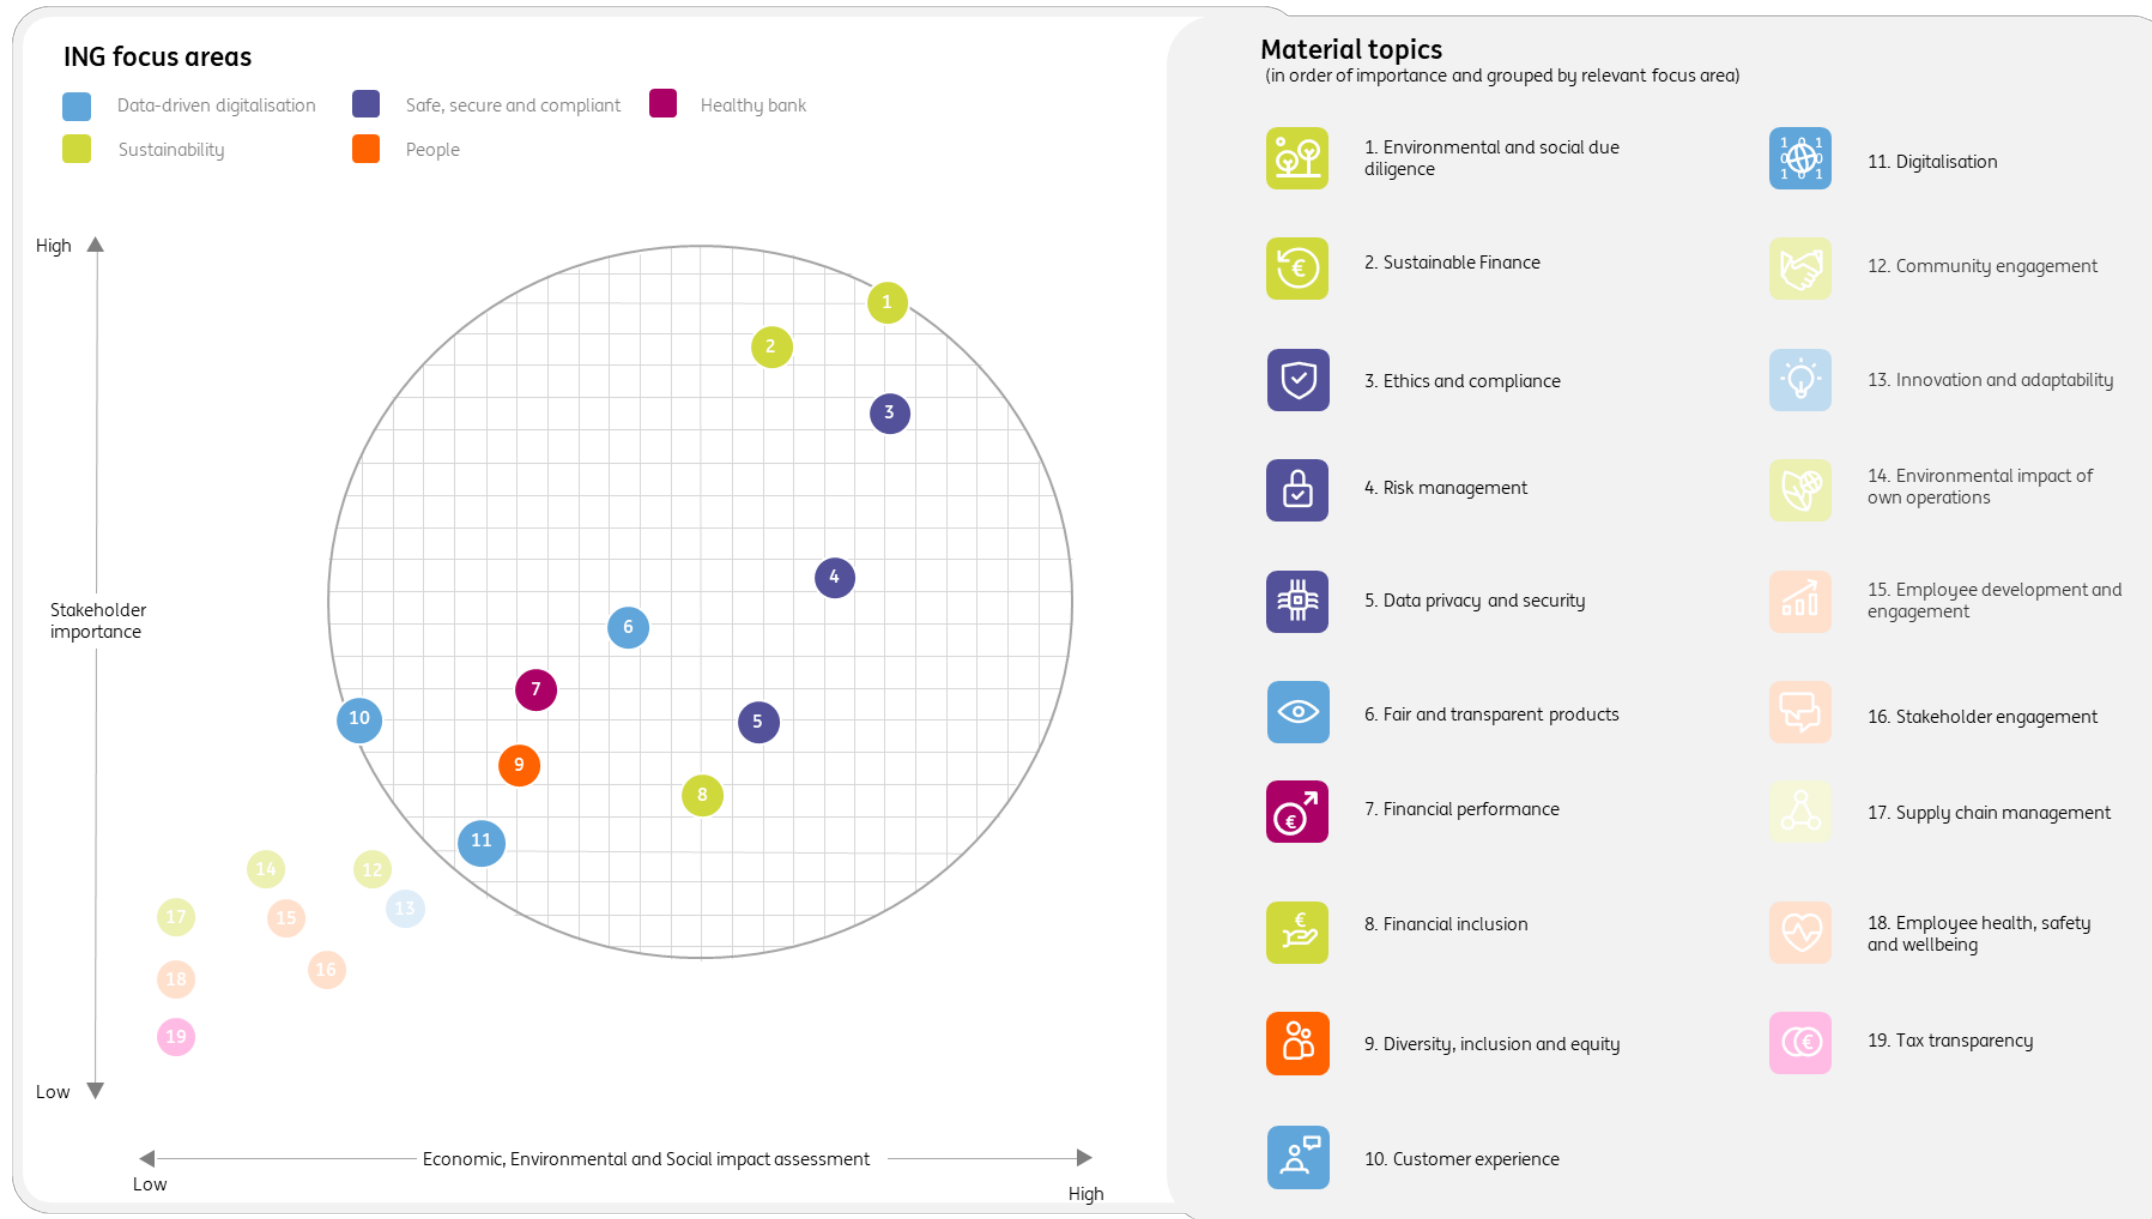 ING focus areas
Data-driven digitalisation
Safe, secure and compliant
Healthy bank
Sustainability
People
High
Stakeholder
importance
Low
1
2
3
4
6
7
10
5
9
8
11
14
12
13
17
15
16
18
19
Economic, Environmental and Social impact assessment
Low
High
Material topics
(in order of importance and grouped by relevant focus area)
1. Environmental and social due
diligence
2. Sustainable Finance
3. Ethics and compliance
4. Risk management
5. Data privacy and security
6. Fair and transparent products
7. Financial performance
8. Financial inclusion
9. Diversity, inclusion and equity
10. Customer experience
11. Digitalisation
12. Community engagement
13. Innovation and adaptability
14. Environmental impact of
own operations
15. Employee development and
engagement
16. Stakeholder engagement
17. Supply chain management
18. Employee health, safety
and wellbeing
19. Tax transparency